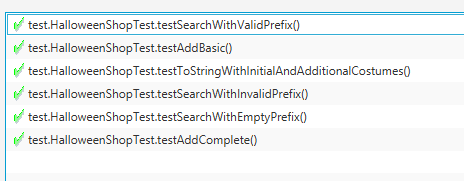 test.HalloweenShopTest.testSearchWithValidPrefix()
test.HalloweenShopTest.testAddBasic()
test.HalloweenShopTest.testToStringWithInitialAndAdditionalCostumes()
test.HalloweenShopTest.testSearchWithInvalidPrefix()
test.HalloweenShopTest.testSearchWithEmptyPrefix()
test.HalloweenShopTest.testAddComplete()